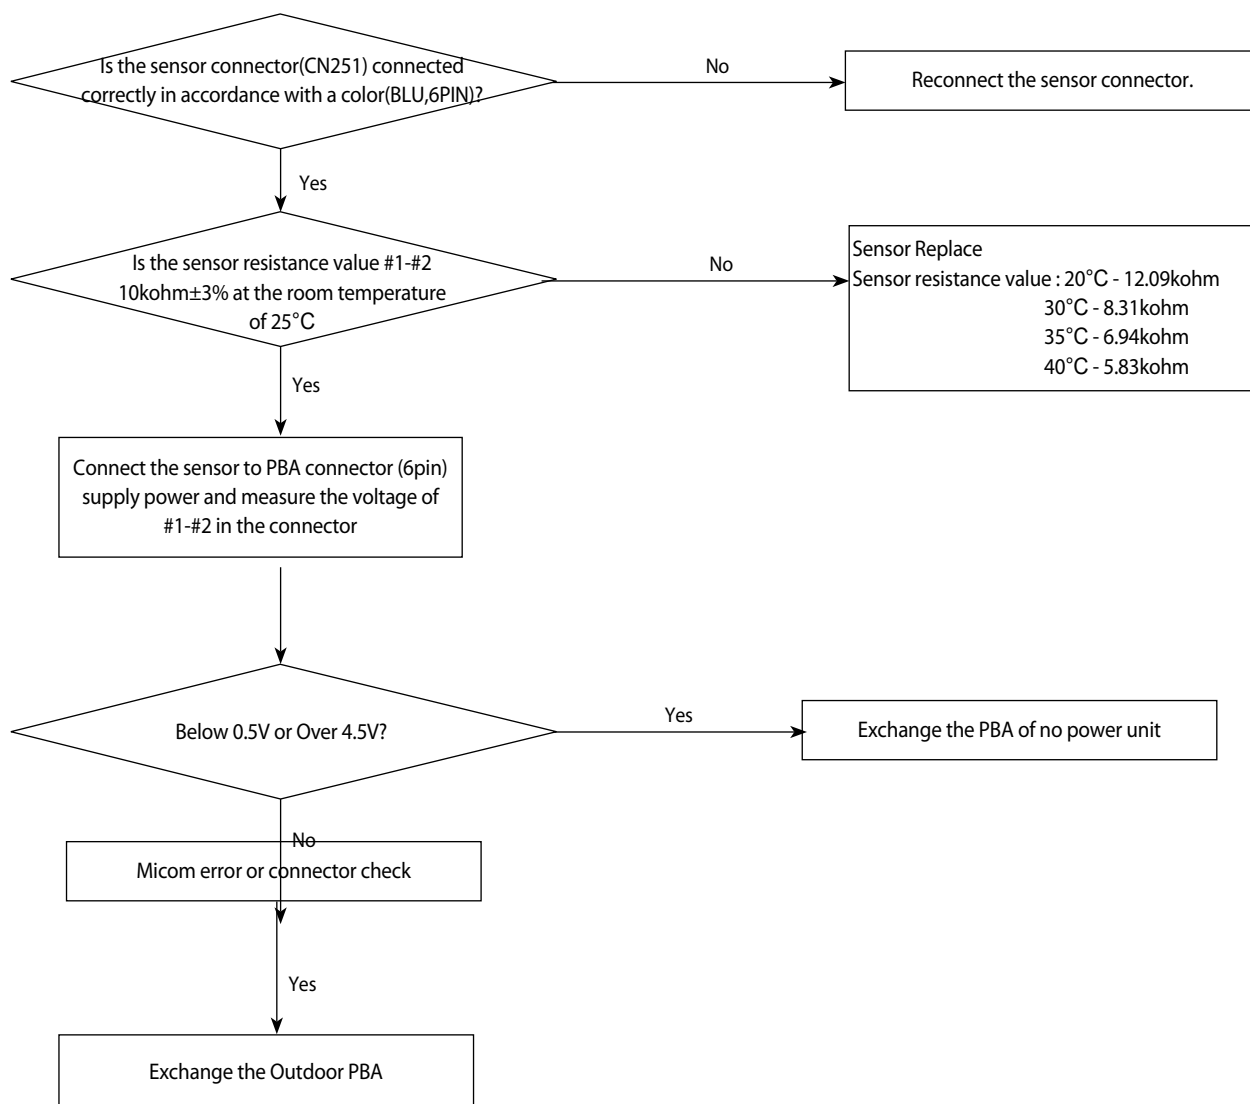 Is the sensor connector(CN251) connected
correctly in accordance with a color(BLU,6PIN)?
No
Reconnect the sensor connector.
Yes
Is the sensor resistance value #1-#2
10kohm±3% at the room temperature
of 25°C
No
Sensor Replace
Sensor resistance value : 20°C - 12.09kohm
30°C - 8.31kohm
35°C - 6.94kohm
40°C - 5.83kohm
Yes
Connect the sensor to PBA connector (6pin)
supply power and measure the voltage of
#1-#2 in the connector
Below 0.5V or Over 4.5V?
Yes
Exchange the PBA of no power unit
No
Micom error or connector check
Yes
Exchange the Outdoor PBA